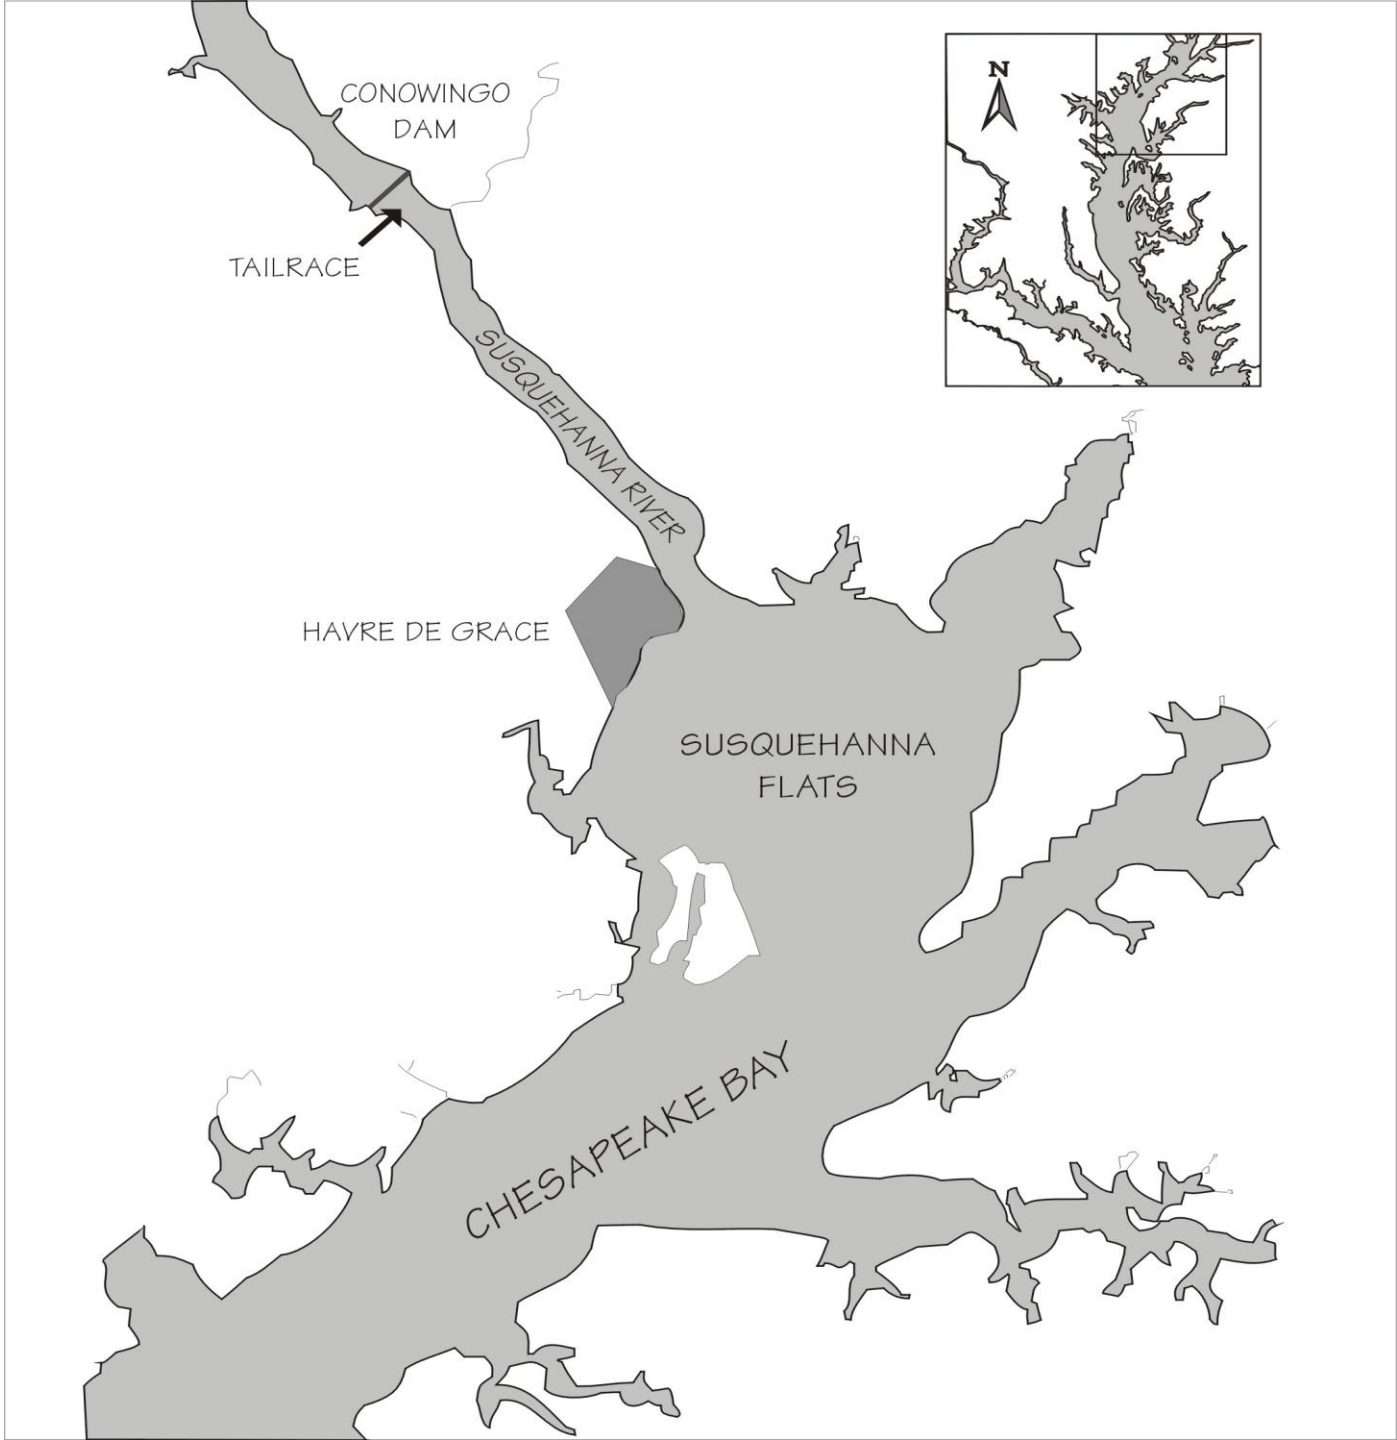 CONOWINGO
DAM
N
TAILRACE
SUSQUEHANNA RIVER
HAVRE DE GRACE
SUSQUEHANNA
FLATS
CHESAPEAKE BAY